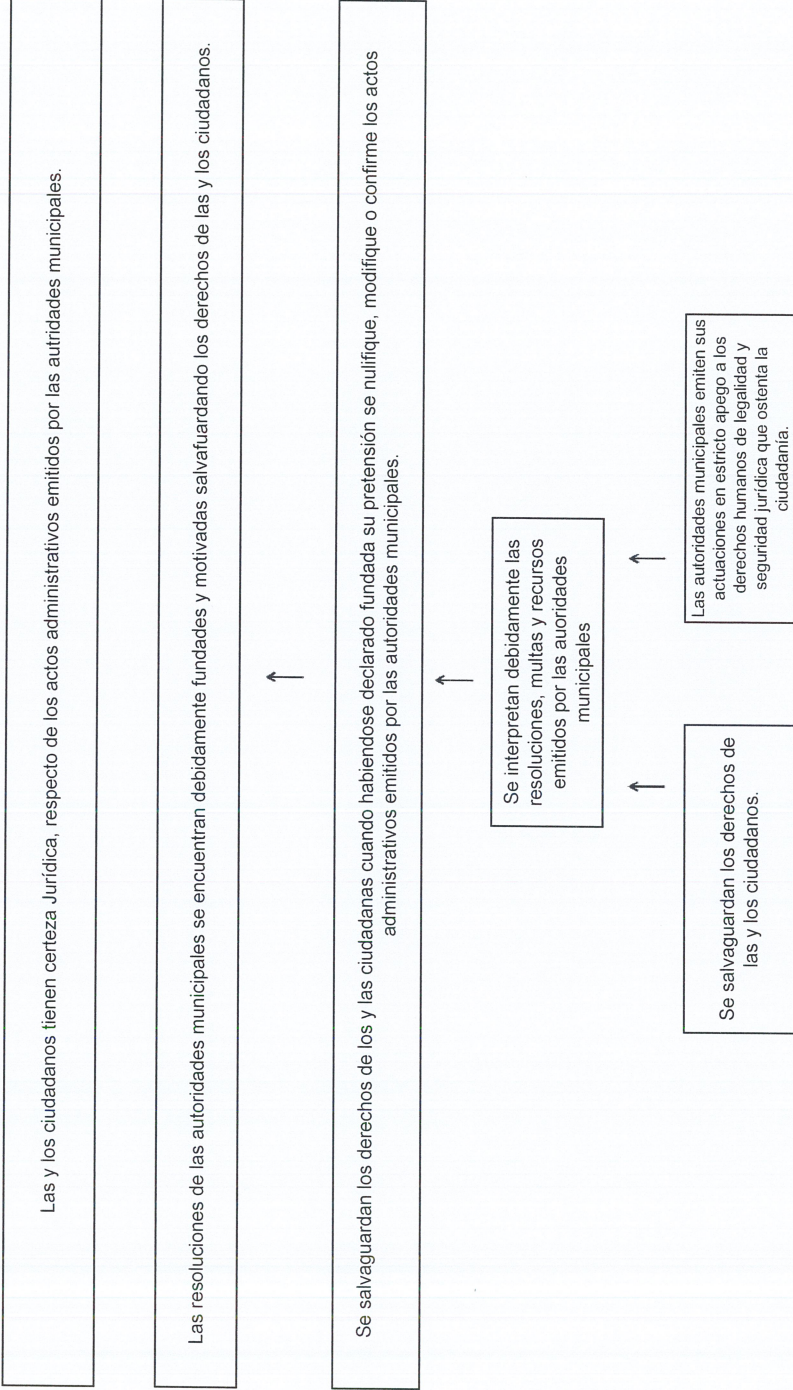 Las y los ciudadanos tienen certeza Jurídica, respecto de los actos administrativos emitidos por las autridades municipales.
Las resoluciones de las autoridades municipales se encuentran debidamente fundades y motivadas salvafuardando los derechos de las y los ciudadanos.
Se salvaguardan los derechos de los y las ciudadanas cuando habiendose declarado fundada su pretensión se nulifique, modifique o confirme los actos
administrativos emitidos por las autoridades municipales.
Se interpretan debidamente las
resoluciones, multas y recursos
emitidos por las auoridades
municipales
Se salvaguardan los derechos de
las y los ciudadanos.
Las autoridades municipales emiten sus
actuaciones en estricto apego a los
derechos humanos de legalidad y
seguridad jurídica que ostenta la
ciudadanía.